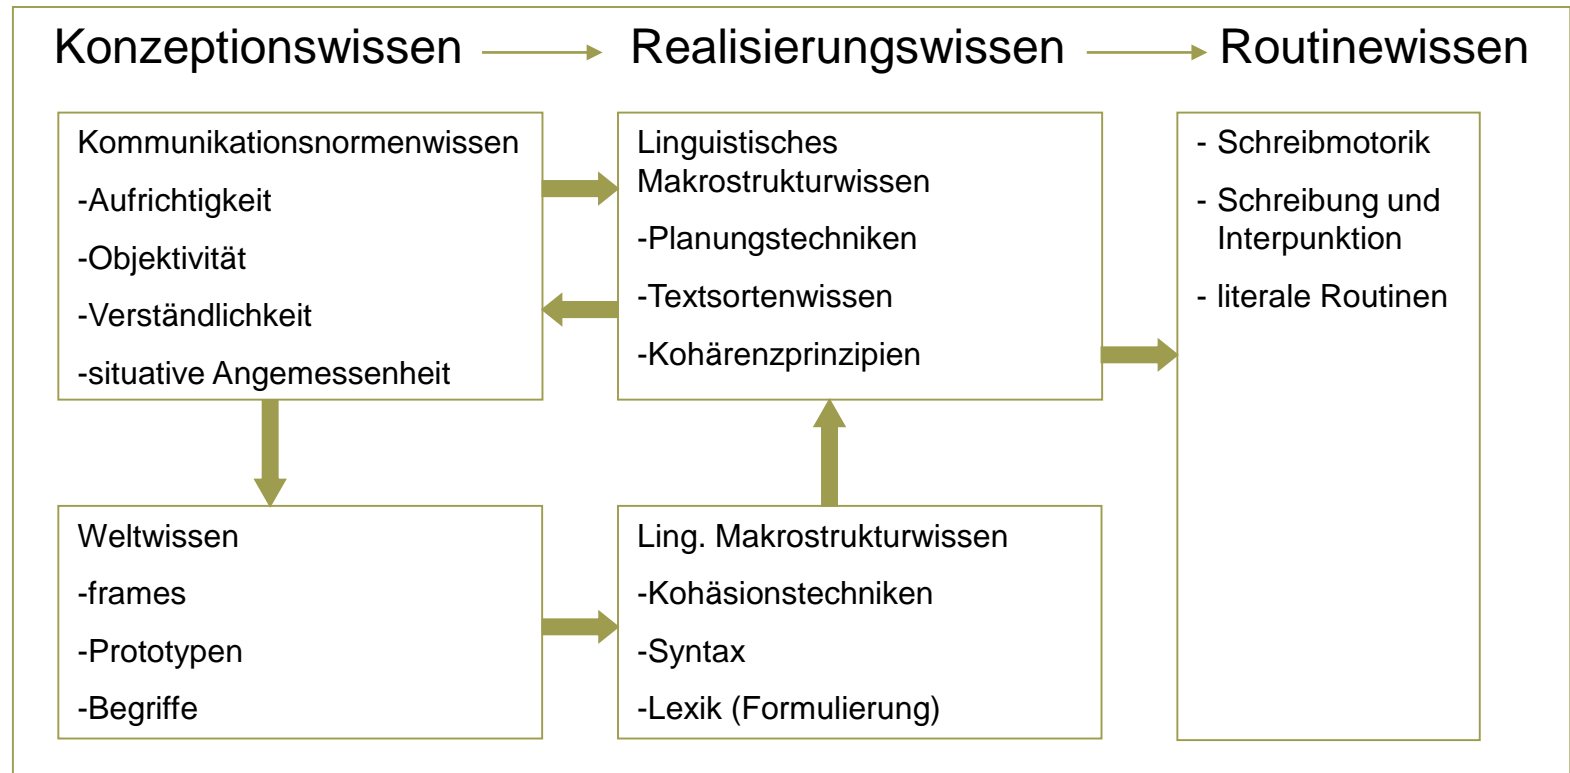 Konzeptionswissen
Realisierungswissen
Routinewissen
Kommunikationsnormenwissen
-Aufrichtigkeit
-Objektivität
-Verständlichkeit
-situative Angemessenheit
Linguistisches
Makrostrukturwissen
-Planungstechniken
-Textsortenwissen
-Kohärenzprinzipien
- Schreibmotorik
- Schreibung und
Interpunktion
- literale Routinen
Weltwissen
-frames
-Prototypen
-Begriffe
Ling. Makrostrukturwissen
-Kohäsionstechniken
-Syntax
-Lexik (Formulierung)